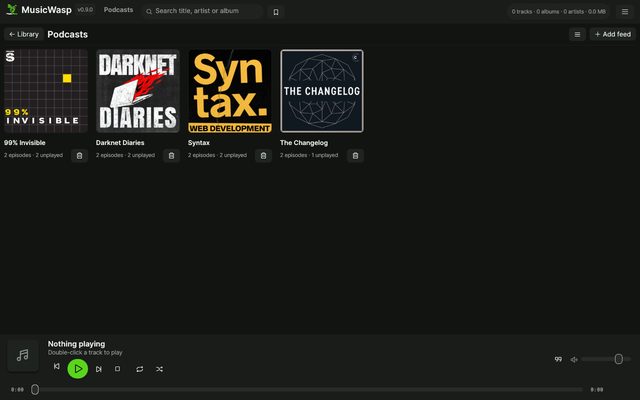 MusicWasp v0.9.0 Podcasts Search title, artist or album 0 tracks · 0 albums · 0 artists · 0.0 MB
Library Podcasts Add feed
99%
INVISIBLE
DARKNET
DIARIES
Syn
tax.
WEB DEVELOPMENT
THE CHANGELOG
99% Invisible
2 episodes · 2 unplayed
Darknet Diaries
2 episodes · 2 unplayed
Syntax
2 episodes · 2 unplayed
The Changelog
2 episodes · 1 unplayed
Nothing playing
Double-click a track to play
0:00 0:00